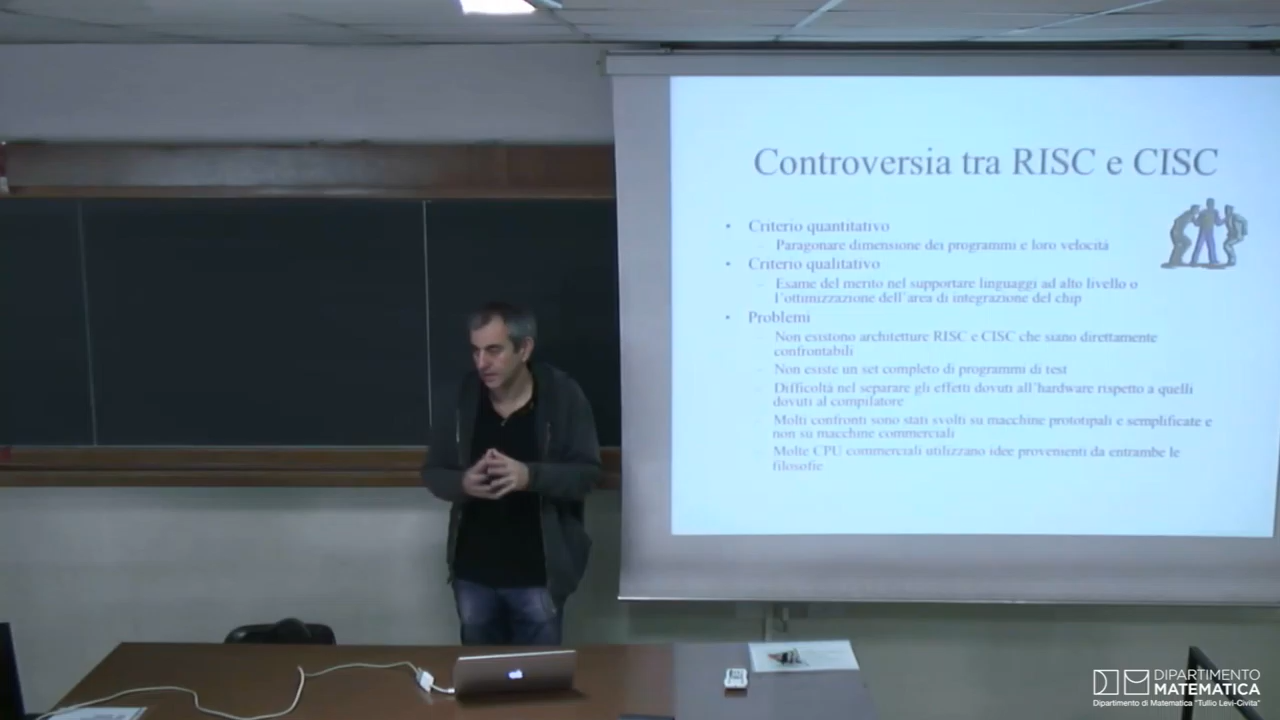 Controversia tra RISC e CISC
• Criterio quantitativo
– Paragonare dimensione dei programmi e loro velocità
• Criterio qualitativo
– Esame del merito nel supportare linguaggi ad alto livello o
l'ottimizzazione dell'area di integrazione del chip
• Problemi
Non esistono architetture RISC e CISC che siano direttamente
confrontabili
Non esiste un set completo di programmi di test
Difficoltà nel separare gli effetti dovuti all'hardware rispetto a quelli
dovuti al compilatore
Molti confronti sono stati svolti su macchine prototipali e semplificate e
non su macchine commerciali
Molte CPU commerciali utilizzano idee provenienti da entrambe le
filosofie
DIPARTIMENTO
MATEMATICA
Dipartimento di Matematica "Tullio Levi-Civita"